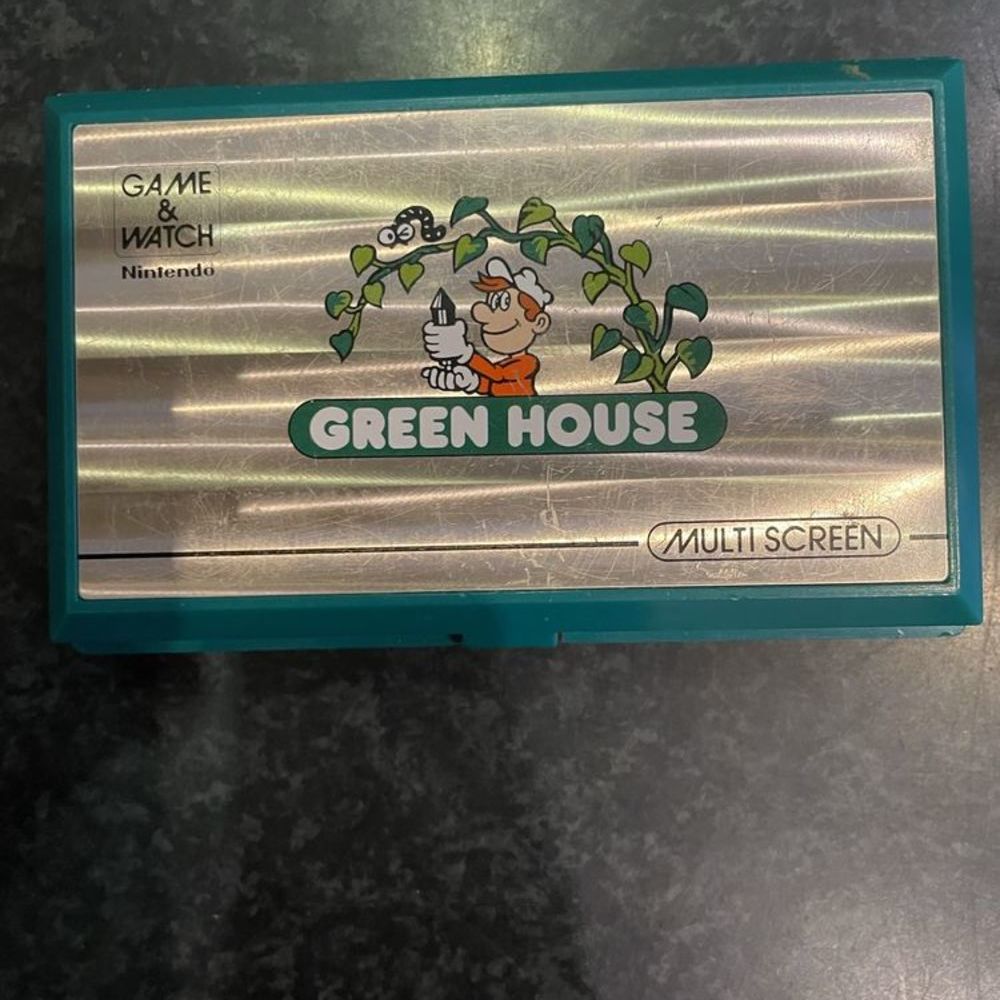 GAME
&
WATCH
Nintendo
GREEN HOUSE
MULTI SCREEN